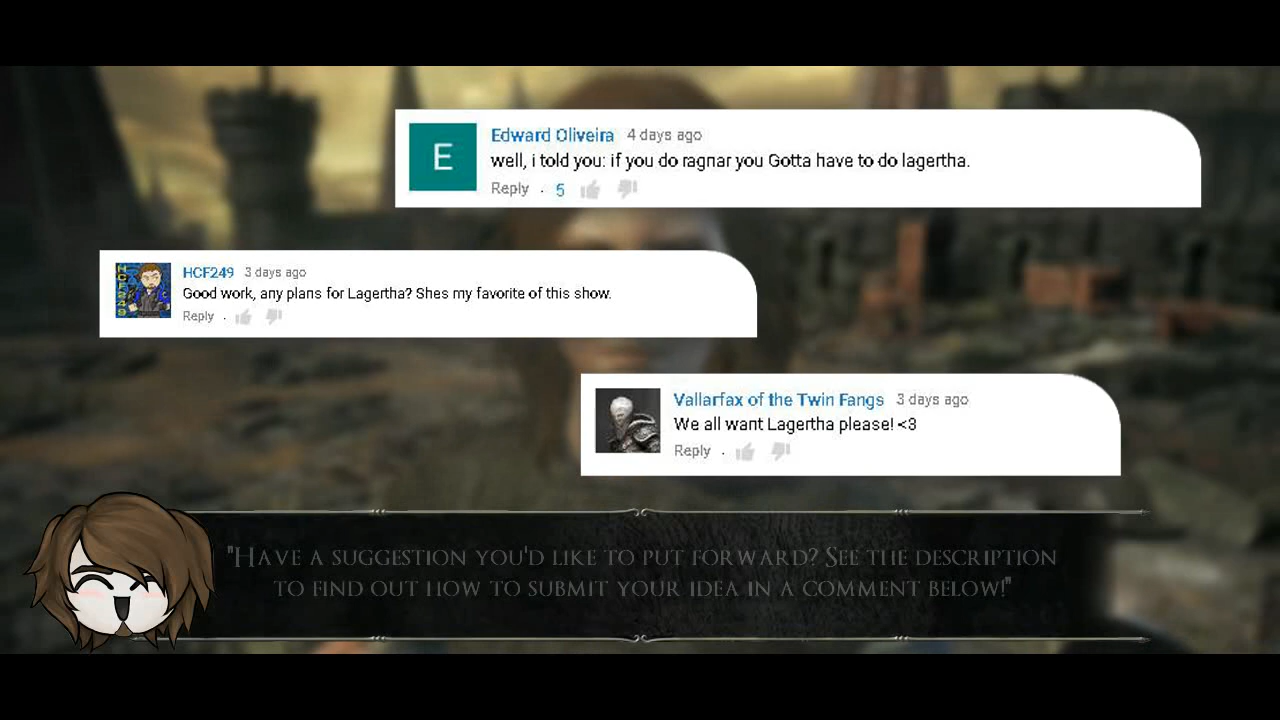 E
Edward Oliveira 4 days ago
well, i told you: if you do ragnar you Gotta have to do lagertha.
Reply . 5
HCF249
HCF249 3 days ago
Good work, any plans for Lagertha? Shes my favorite of this show.
Reply .
Vallarfax of the Twin Fangs 3 days ago
We all want Lagertha please! <3
Reply .
"Have a suggestion you'd like to put forward? See the description
to find out how to submit your idea in a comment below!"